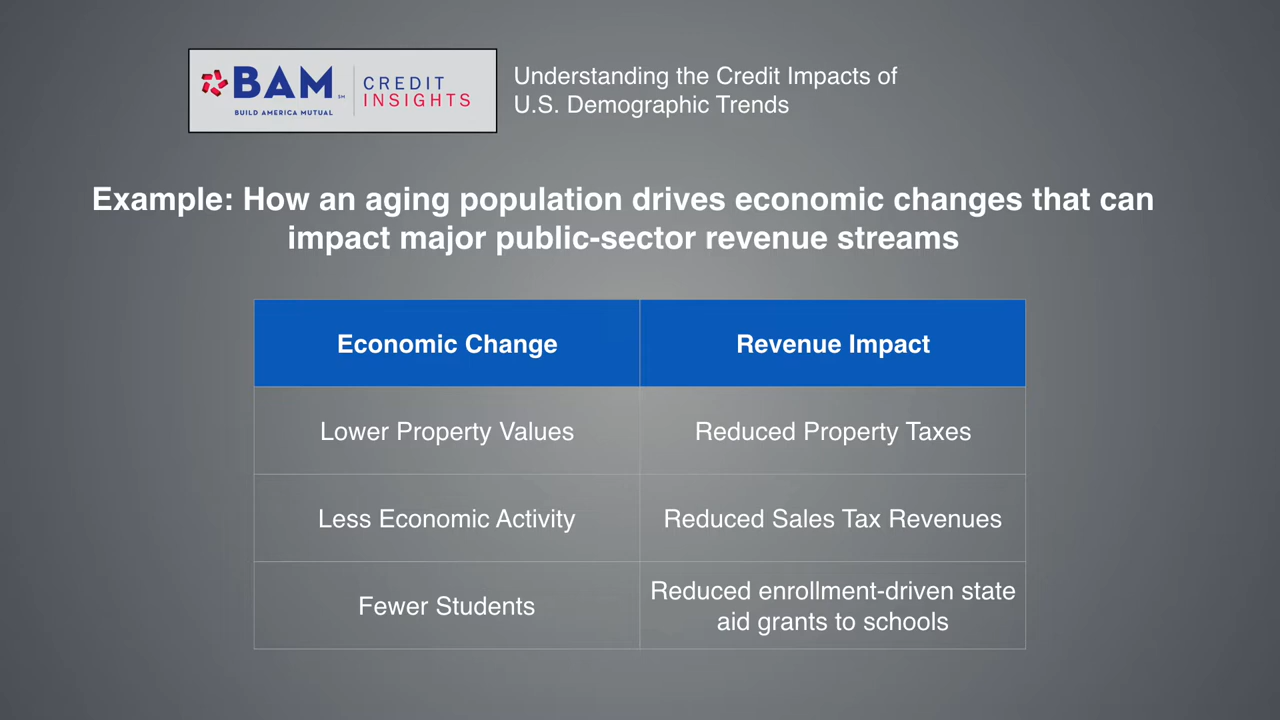 BAM SM
BUILD AMERICA MUTUAL
CREDIT
INSIGHTS
Understanding the Credit Impacts of
U.S. Demographic Trends
Example: How an aging population drives economic changes that can
impact major public-sector revenue streams
Economic Change
Revenue Impact
Lower Property Values
Reduced Property Taxes
Less Economic Activity
Reduced Sales Tax Revenues
Fewer Students
Reduced enrollment-driven state
aid grants to schools